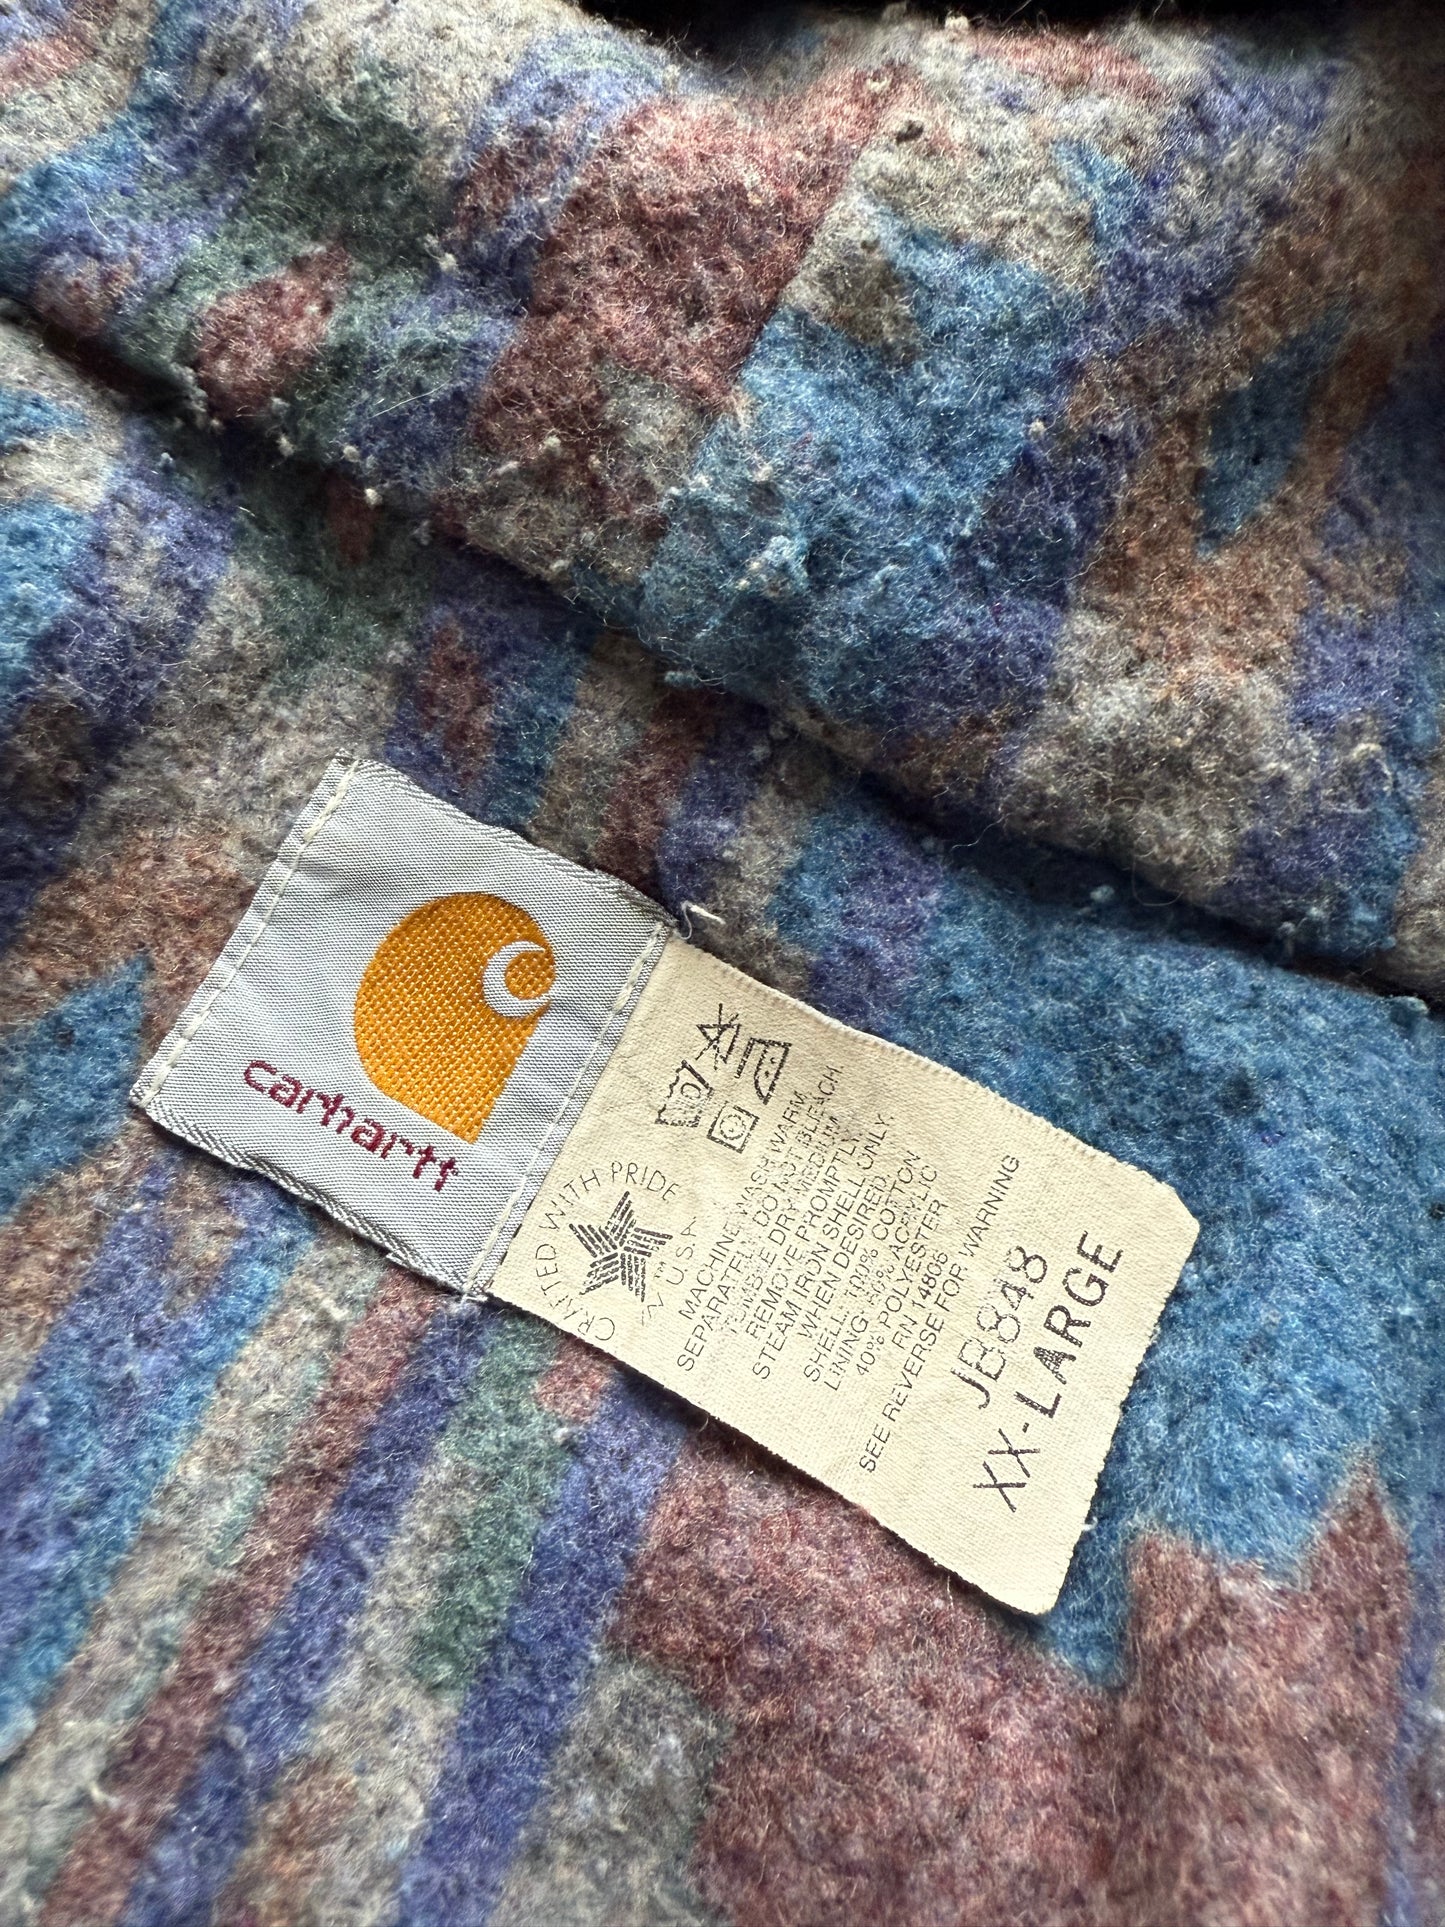 carhartt
CRAFTED WITH PRIDE
IN U.S.A.
MACHINE WASH WARM
SEPARATELY. DO NOT BLEACH
TUMBLE DRY MEDIUM.
REMOVE PROMPTLY.
STEAM IRON SHELL ONLY,
WHEN DESIRED.
SHELL: 100% COTTON
LINING: 60% ACRYLIC
40% POLYESTER
RN 14806
SEE REVERSE FOR WARNING
JB848
XX-LARGE